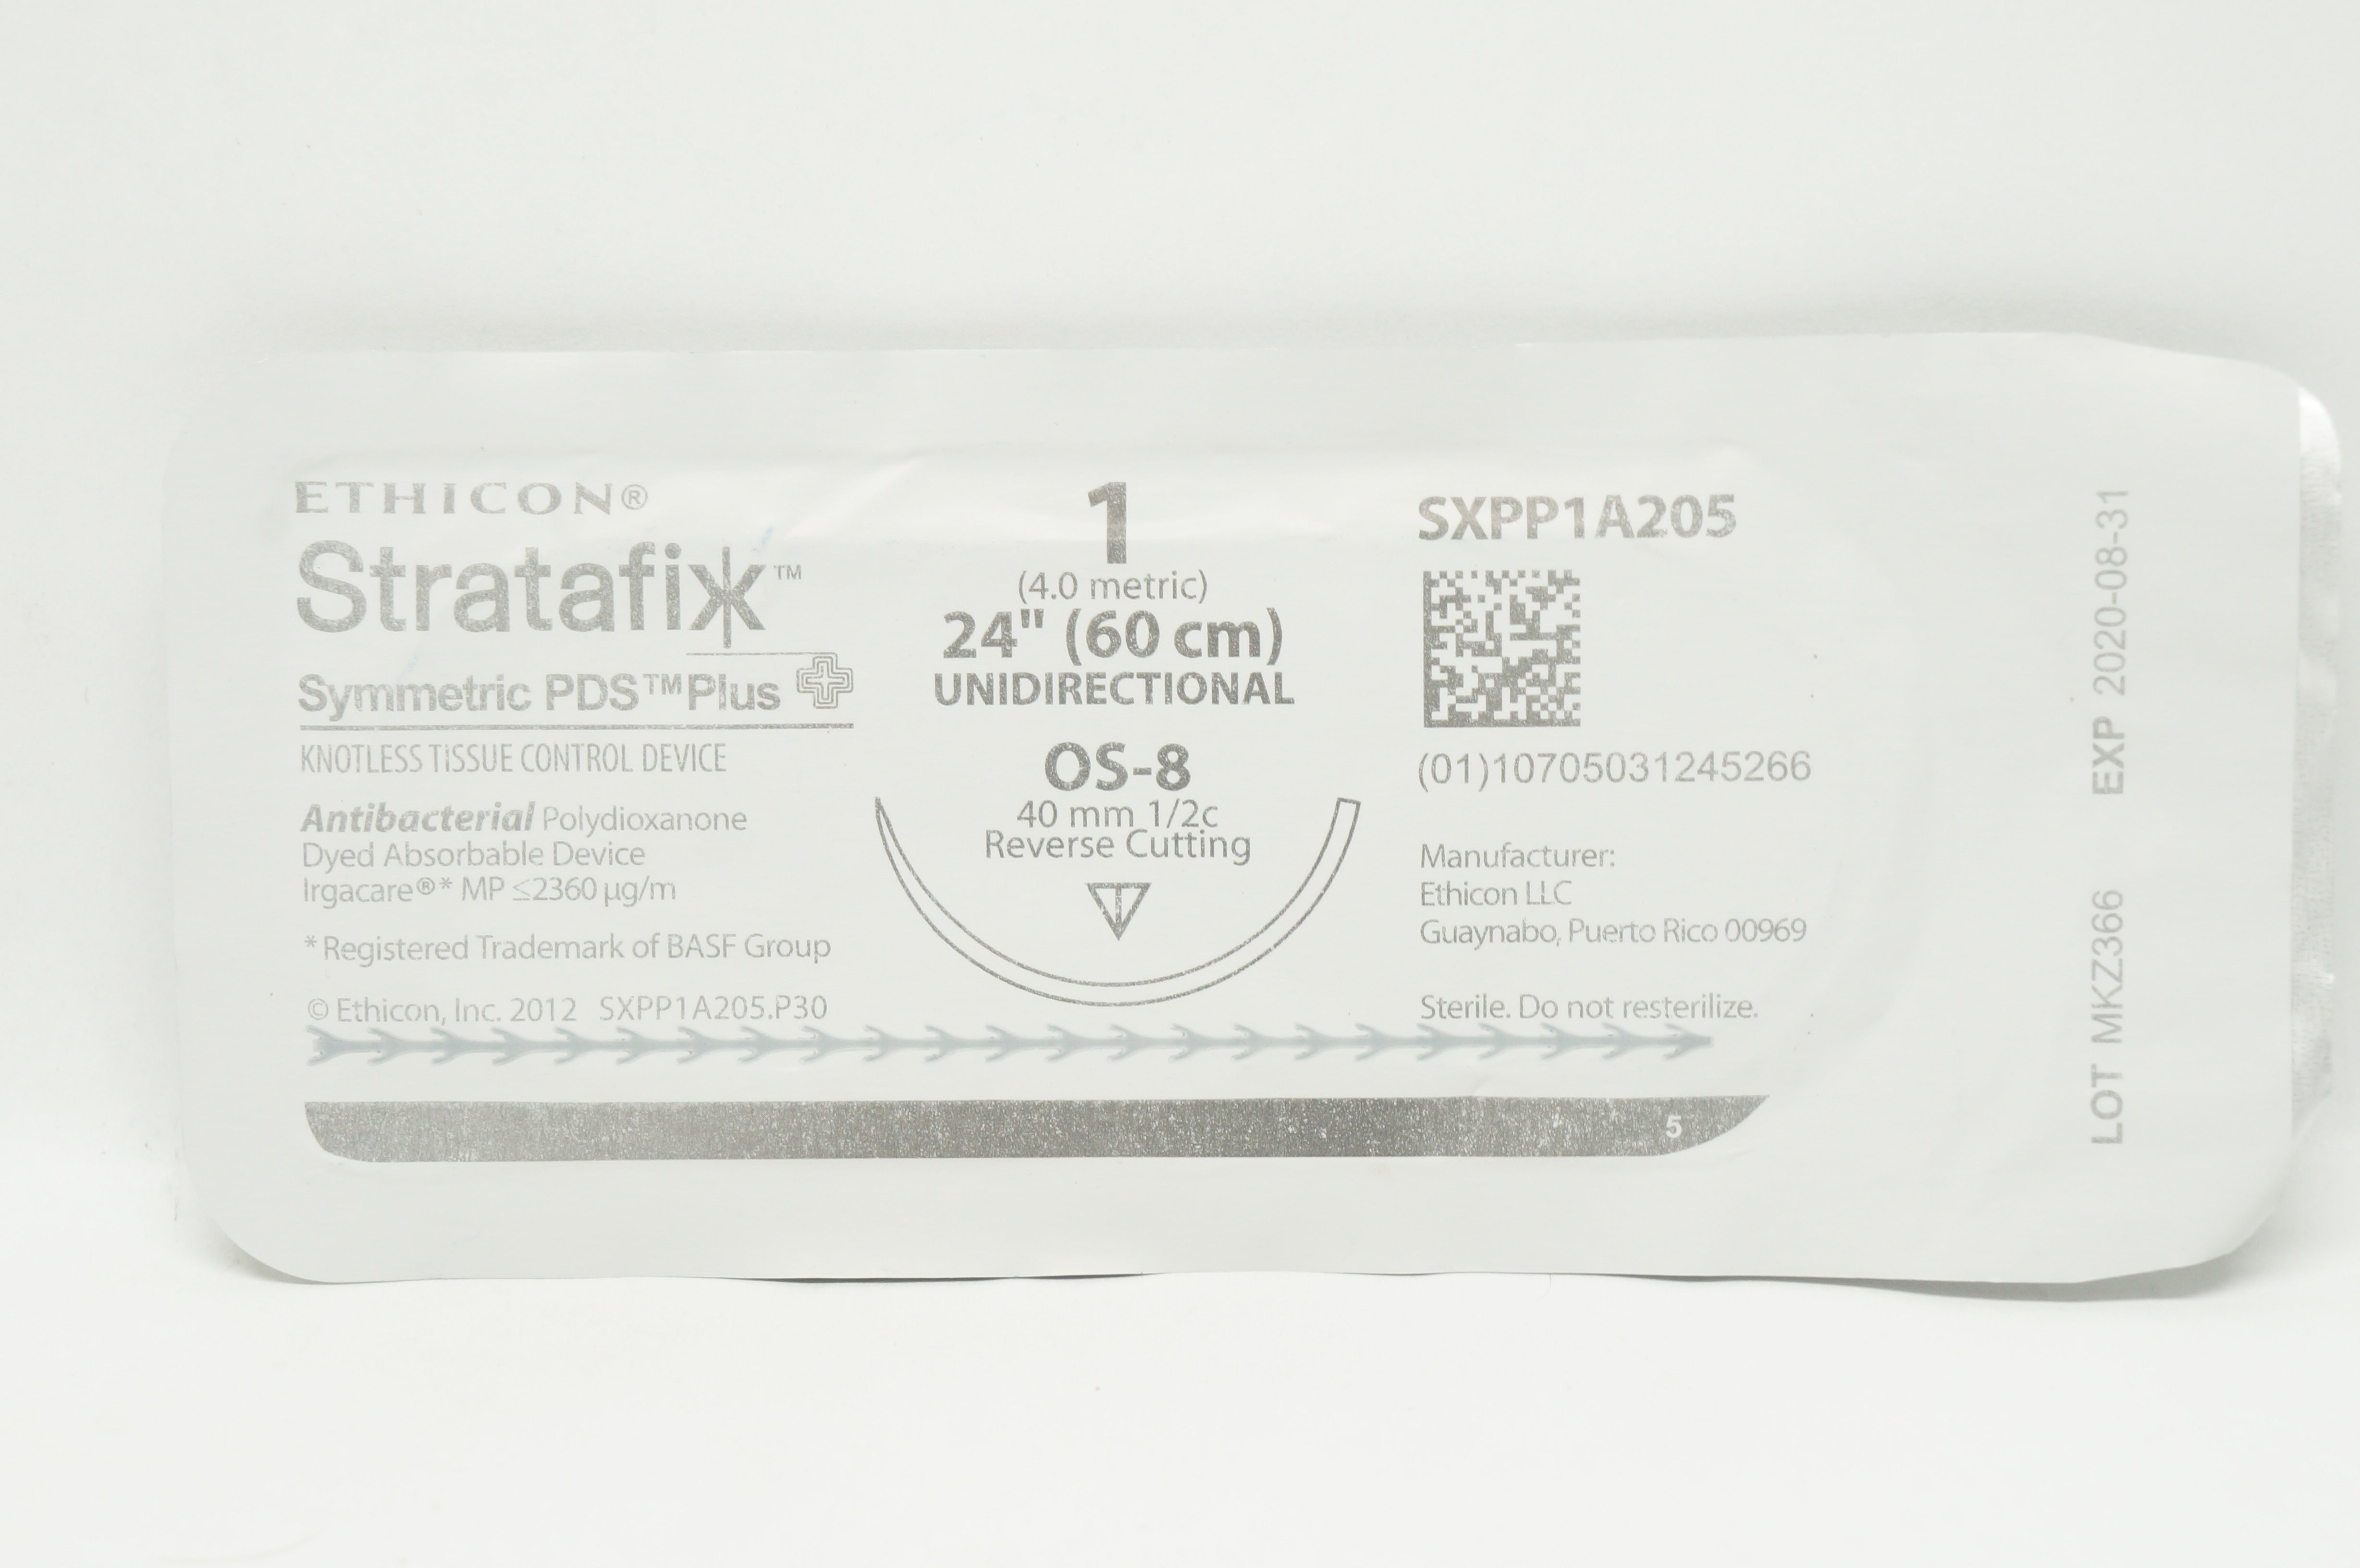 ETHICON®
Stratafix™
Symmetric PDS™Plus
KNOTLESS TISSUE CONTROL DEVICE
Antibacterial Polydioxanone
Dyed Absorbable Device
Irgacare®* MP ≤2360 µg/m
*Registered Trademark of BASF Group
© Ethicon, Inc. 2012 SXPP1A205.P30
1
(4.0 metric)
24" (60 cm)
UNIDIRECTIONAL
OS-8
40 mm 1/2c
Reverse Cutting
SXPP1A205
(01)10705031245266
Manufacturer:
Ethicon LLC
Guaynabo, Puerto Rico 00969
Sterile. Do not resterilize.
5
LOT MKZ366 EXP 2020-08-31